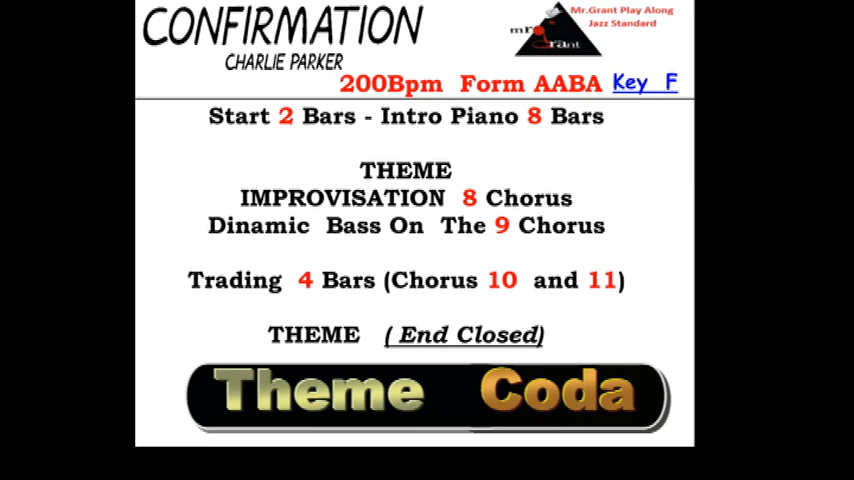 CONFIRMATION
CHARLIE PARKER
Mr.Grant Play Along
Jazz Standard
mr Grant
200Bpm Form AABA Key F
Start 2 Bars - Intro Piano 8 Bars
THEME
IMPROVISATION 8 Chorus
Dinamic Bass On The 9 Chorus
Trading 4 Bars (Chorus 10 and 11)
THEME ( End Closed)
Theme Coda